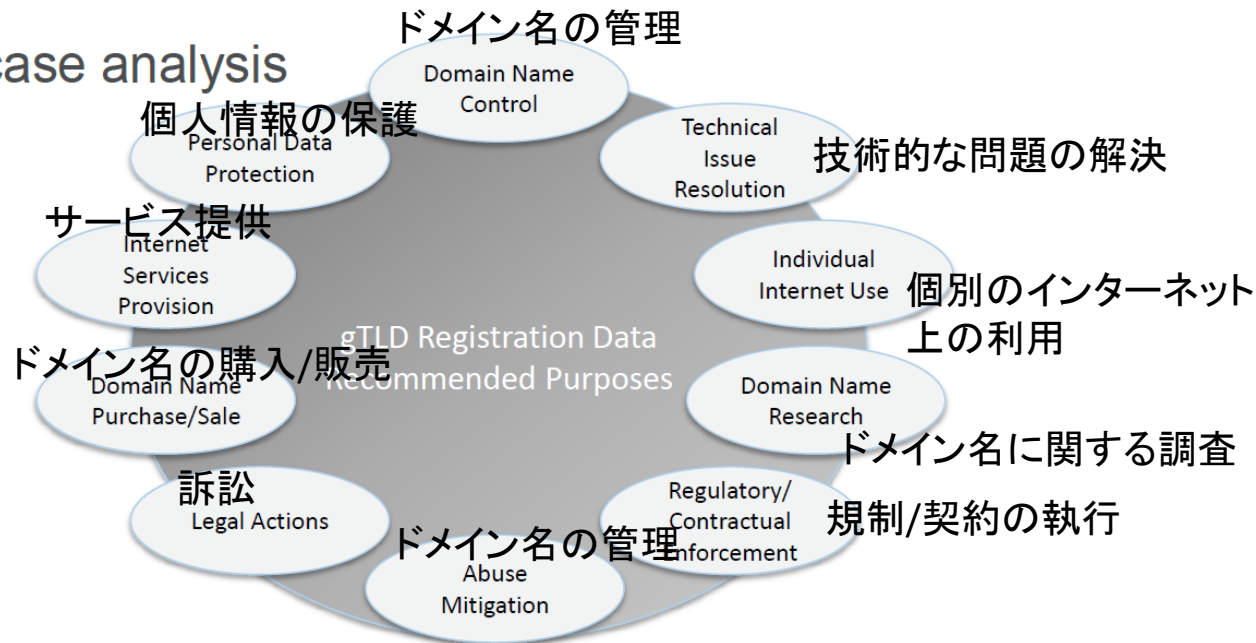 case analysis
ドメイン名の管理
Domain Name
Control
個人情報の保護
Personal Data
Protection
Technical
Issue
Resolution
技術的な問題の解決
サービス提供
Internet
Services
Provision
Individual
Internet Use
個別のインターネット
上の利用
gTLD Registration Data
Recommended Purposes
ドメイン名の購入/販売
Domain Name
Purchase/Sale
Domain Name
Research
ドメイン名に関する調査
訴訟
Legal Actions
Regulatory/
Contractual
Enforcement
規制/契約の執行
ドメイン名の管理
Abuse
Mitigation